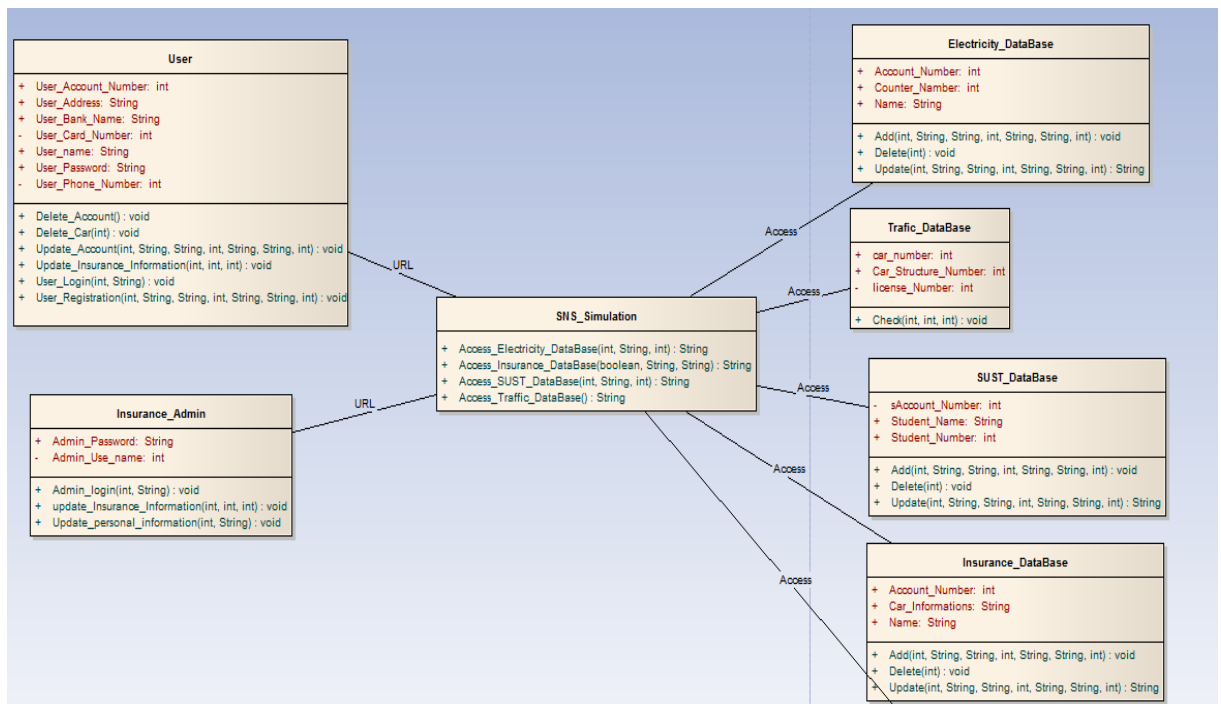 User
+ User_Account_Number: int
+ User_Address: String
+ User_Bank_Name: String
- User_Card_Number: int
+ User_name: String
+ User_Password: String
- User_Phone_Number: int
+ Delete_Account() : void
+ Delete_Car(int) : void
+ Update_Account(int, String, String, int, String, String, int) : void
+ Update_Insurance_Information(int, int, int) : void
+ User_Login(int, String) : void
+ User_Registration(int, String, String, int, String, String, int) : void
URL
Insurance_Admin
+ Admin_Password: String
- Admin_Use_name: int
+ Admin_login(int, String) : void
+ update_Insurance_Information(int, int, int) : void
+ Update_personal_information(int, String) : void
URL
SNS_Simulation
+ Access_Electricity_DataBase(int, String, int) : String
+ Access_Insurance_DataBase(boolean, String, String) : String
+ Access_SUST_DataBase(int, String, int) : String
+ Access_Traffic_DataBase() : String
Access
Access
Access
Access
Access
Electricity_DataBase
+ Account_Number: int
+ Counter_Namber: int
+ Name: String
+ Add(int, String, String, int, String, String, int) : void
+ Delete(int) : void
+ Update(int, String, String, int, String, String, int) : String
Trafic_DataBase
+ car_number: int
+ Car_Structure_Number: int
- license_Number: int
+ Check(int, int, int) : void
SUST_DataBase
- sAccount_Number: int
+ Student_Name: String
+ Student_Number: int
+ Add(int, String, String, int, String, String, int) : void
+ Delete(int) : void
+ Update(int, String, String, int, String, String, int) : String
Insurance_DataBase
+ Account_Number: int
+ Car_Informations: String
+ Name: String
+ Add(int, String, String, int, String, String, int) : void
+ Delete(int) : void
+ Update(int, String, String, int, String, String, int) : String